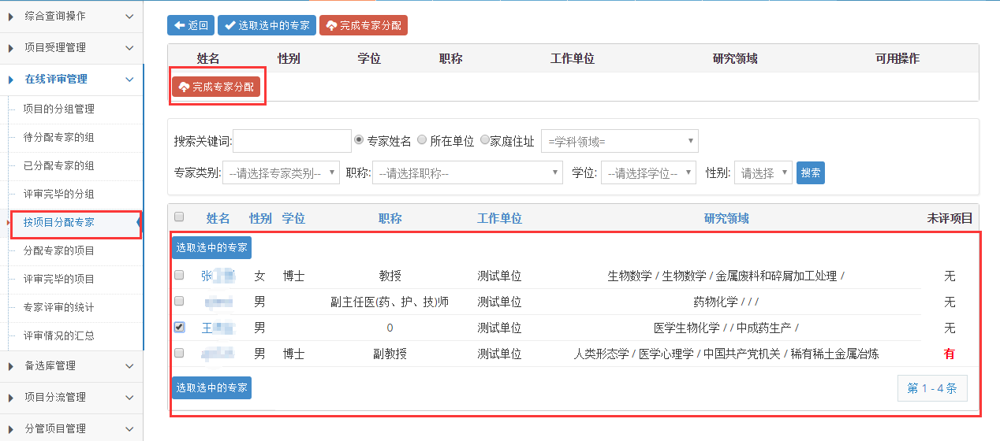 综合查询操作
项目受理管理
在线评审管理
项目的分组管理
待分配专家的组
已分配专家的组
评审完毕的分组
按项目分配专家
分配专家的项目
评审完毕的项目
专家评审的统计
评审情况的汇总
备选库管理
项目分流管理
分管项目管理
返回 选取选中的专家 完成专家分配
姓名 性别 学位 职称 工作单位 研究领域 可用操作
完成专家分配
搜索关键词: 专家姓名 所在单位 家庭住址 =学科领域=
专家类别: --请选择专家类别-- 职称: --请选择职称-- 学位: --请选择学位-- 性别: 请选择 搜索
姓名 性别 学位 职称 工作单位 研究领域 未评项目
选取选中的专家
张 女 博士 教授 测试单位 生物数学 / 生物数学 / 金属废料和碎屑加工处理 / 无
男 副主任医(药、护、技)师 测试单位 药物化学 / / / 无
王 男 0 测试单位 医学生物化学 / / 中成药生产 / 无
男 博士 副教授 测试单位 人类形态学 / 医学心理学 / 中国共产党机关 / 稀有稀土金属冶炼 有
选取选中的专家 第 1 - 4 条